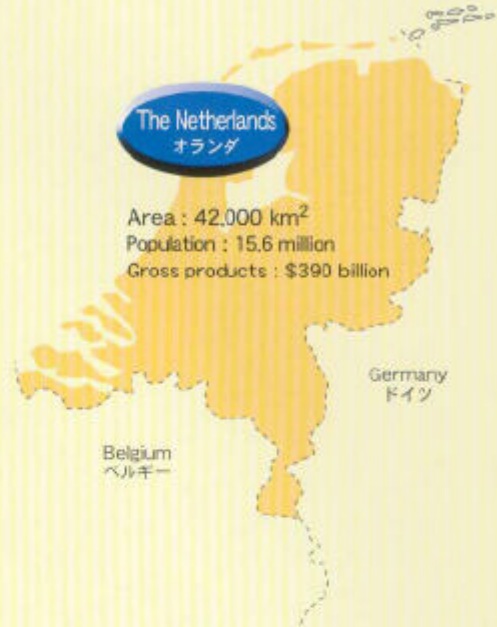 The Netherlands
オランダ
Area : 42,000 km²
Population : 15.6 million
Gross products : $390 billion
Germany
ドイツ
Belgium
ベルギー